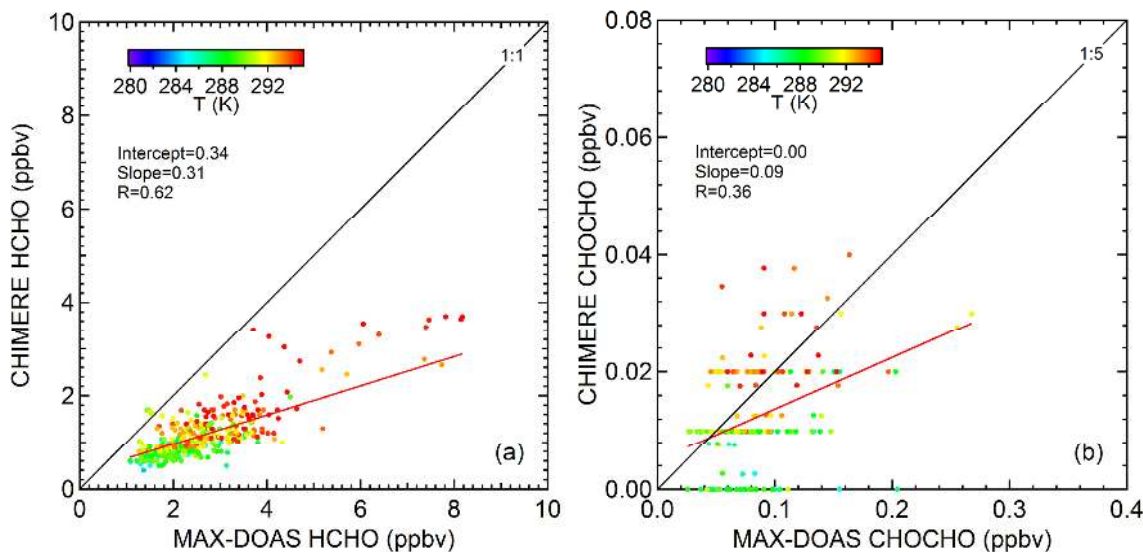 10
8
6
4
2
0
CHIMERE HCHO (ppbv)
280 284 288 292
T (K)
Intercept=0.34
Slope=0.31
R=0.62
1:1
(a)
0 2 4 6 8 10
MAX-DOAS HCHO (ppbv)
0.08
0.06
0.04
0.02
0.00
CHIMERE CHOCHO (ppbv)
280 284 288 292
T (K)
Intercept=0.00
Slope=0.09
R=0.36
1:5
(b)
0.0 0.1 0.2 0.3 0.4
MAX-DOAS CHOCHO (ppbv)